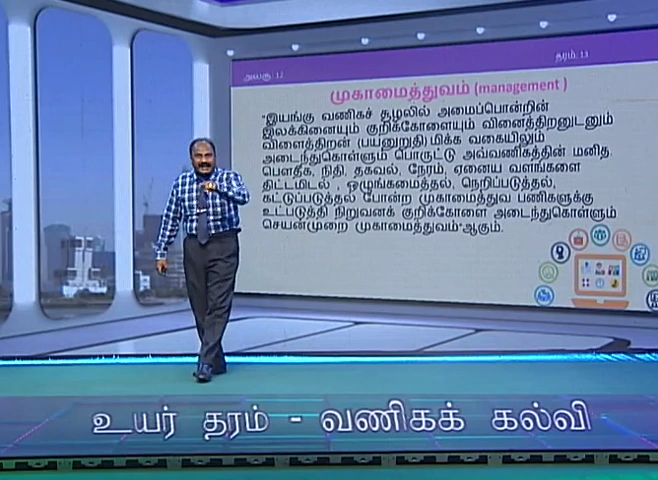 அலகு: 12
தரம்: 13
முகாமைத்துவம் (management )
"இயங்கு வணிகச் சூழலில் அமைப்பொன்றின்
இலக்கினையும் குறிக்கோளையும் வினைத்திறனுடனும்
விளைத்திறன் (பயனுறுதி) மிக்க வகையிலும்
அடைந்துகொள்ளும் பொருட்டு அவ்வணிகத்தின் மனித,
பௌதீக, நிதி, தகவல், நேரம், ஏனைய வளங்களை
திட்டமிடல் , ஒழுங்கமைத்தல், நெறிப்படுத்தல்,
கட்டுப்படுத்தல் போன்ற முகாமைத்துவ பணிகளுக்கு
உட்படுத்தி நிறுவனக் குறிக்கோளை அடைந்துகொள்ளும்
செயன்முறை முகாமைத்துவம்"ஆகும்.
உயர் தரம் - வணிகக் கல்வி